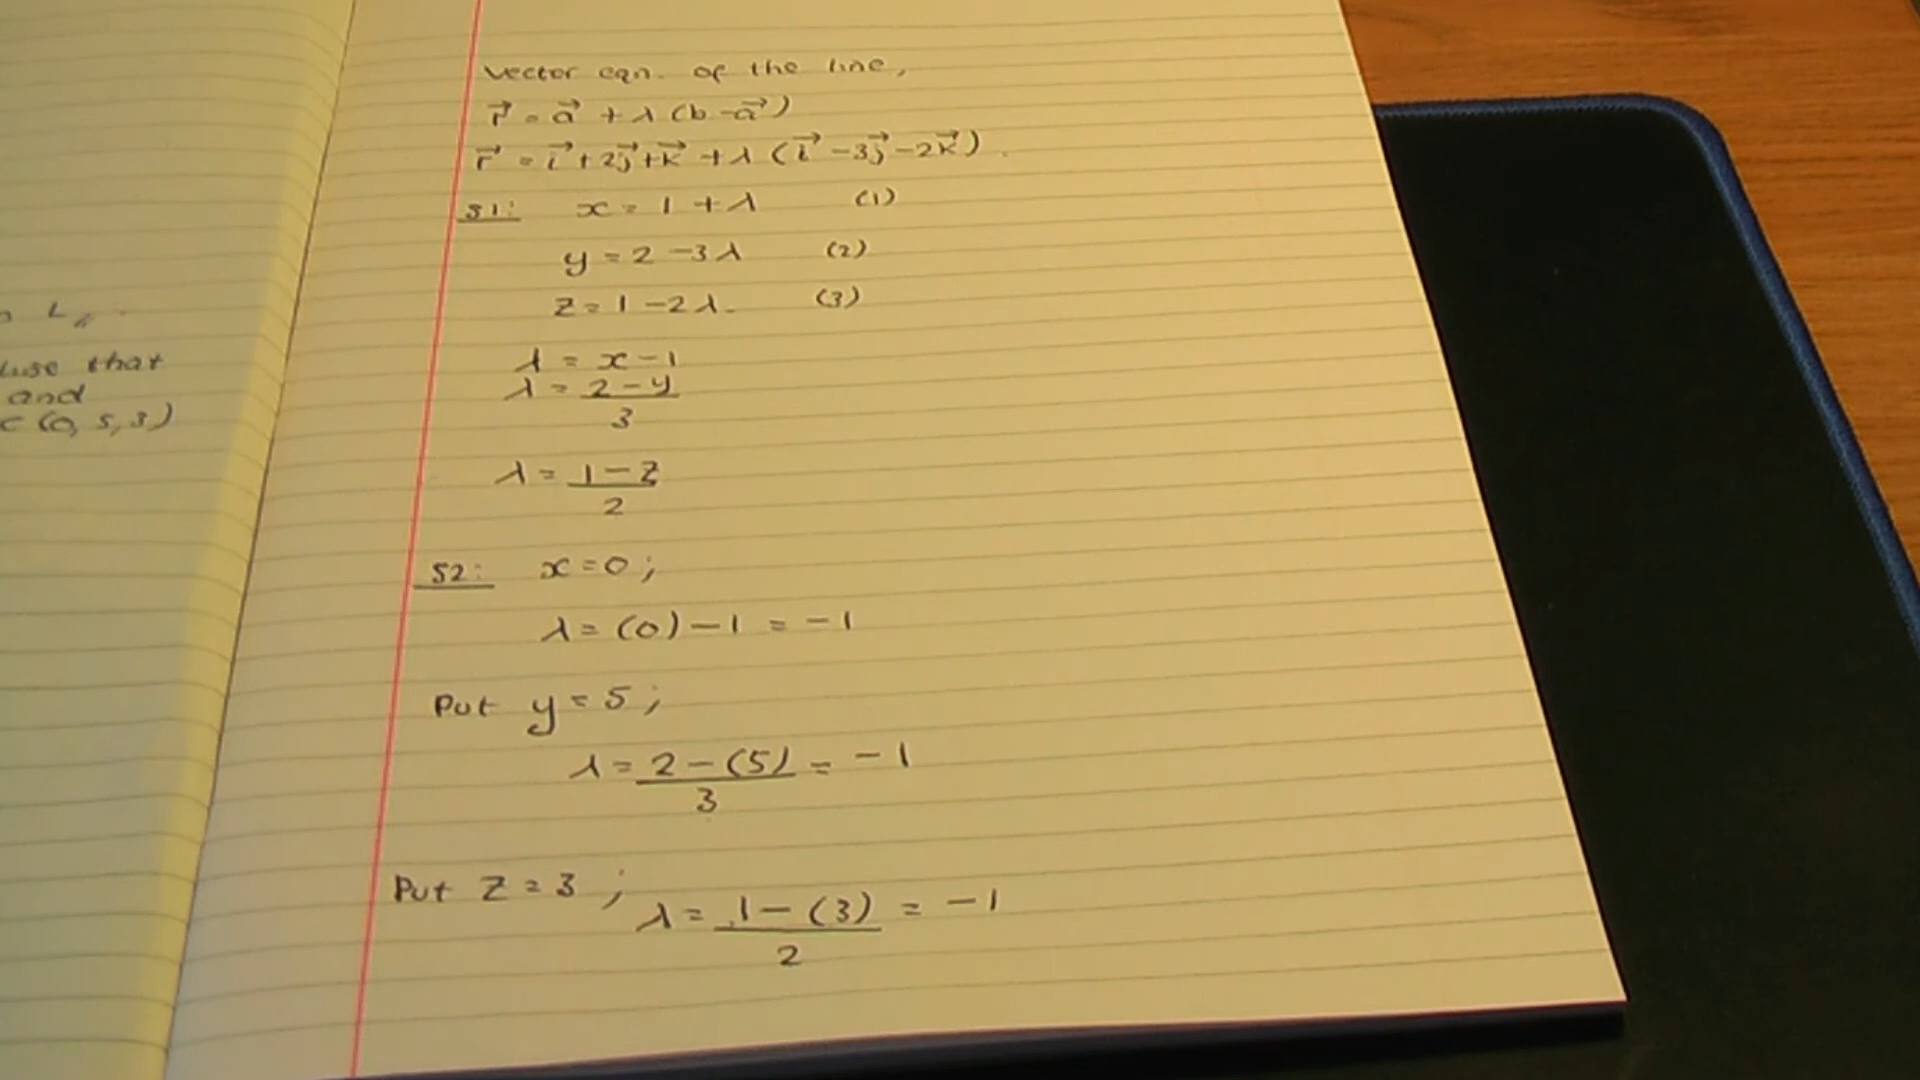 L //.
that
and
C (0, 5, 3)
Vector eqn. of the line,
r⃗ = a⃗ + λ (b - a⃗)
r⃗ = i⃗ + 2j⃗ + k⃗ + λ (i⃗ - 3j⃗ - 2k⃗).
S1: x = 1 + λ (1)
y = 2 - 3λ (2)
z = 1 - 2λ. (3)
λ = x - 1
λ = 2 - y
3
λ = 1 - z
2
S2: x = 0;
λ = (0) - 1 = -1
Put y = 5;
λ = 2 - (5) = -1
3
Put z = 3; λ = 1 - (3) = -1
2